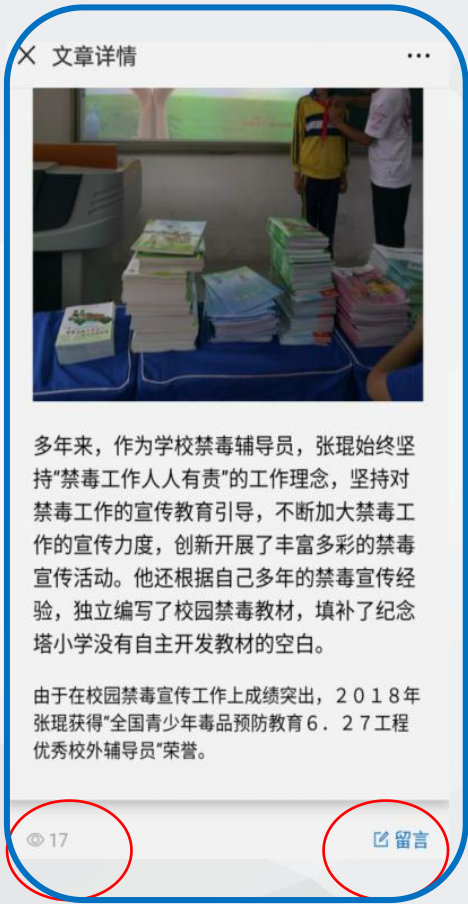 文章详情
多年来，作为学校禁毒辅导员，张琨始终坚
持“禁毒工作人人有责”的工作理念，坚持对
禁毒工作的宣传教育引导，不断加大禁毒工
作的宣传力度，创新开展了丰富多彩的禁毒
宣传活动。他还根据自己多年的禁毒宣传经
验，独立编写了校园禁毒教材，填补了纪念
塔小学没有自主开发教材的空白。
由于在校园禁毒宣传工作上成绩突出，２０１８年
张琨获得”全国青少年毒品预防教育６．２７工程
优秀校外辅导员”荣誉。
17
留言